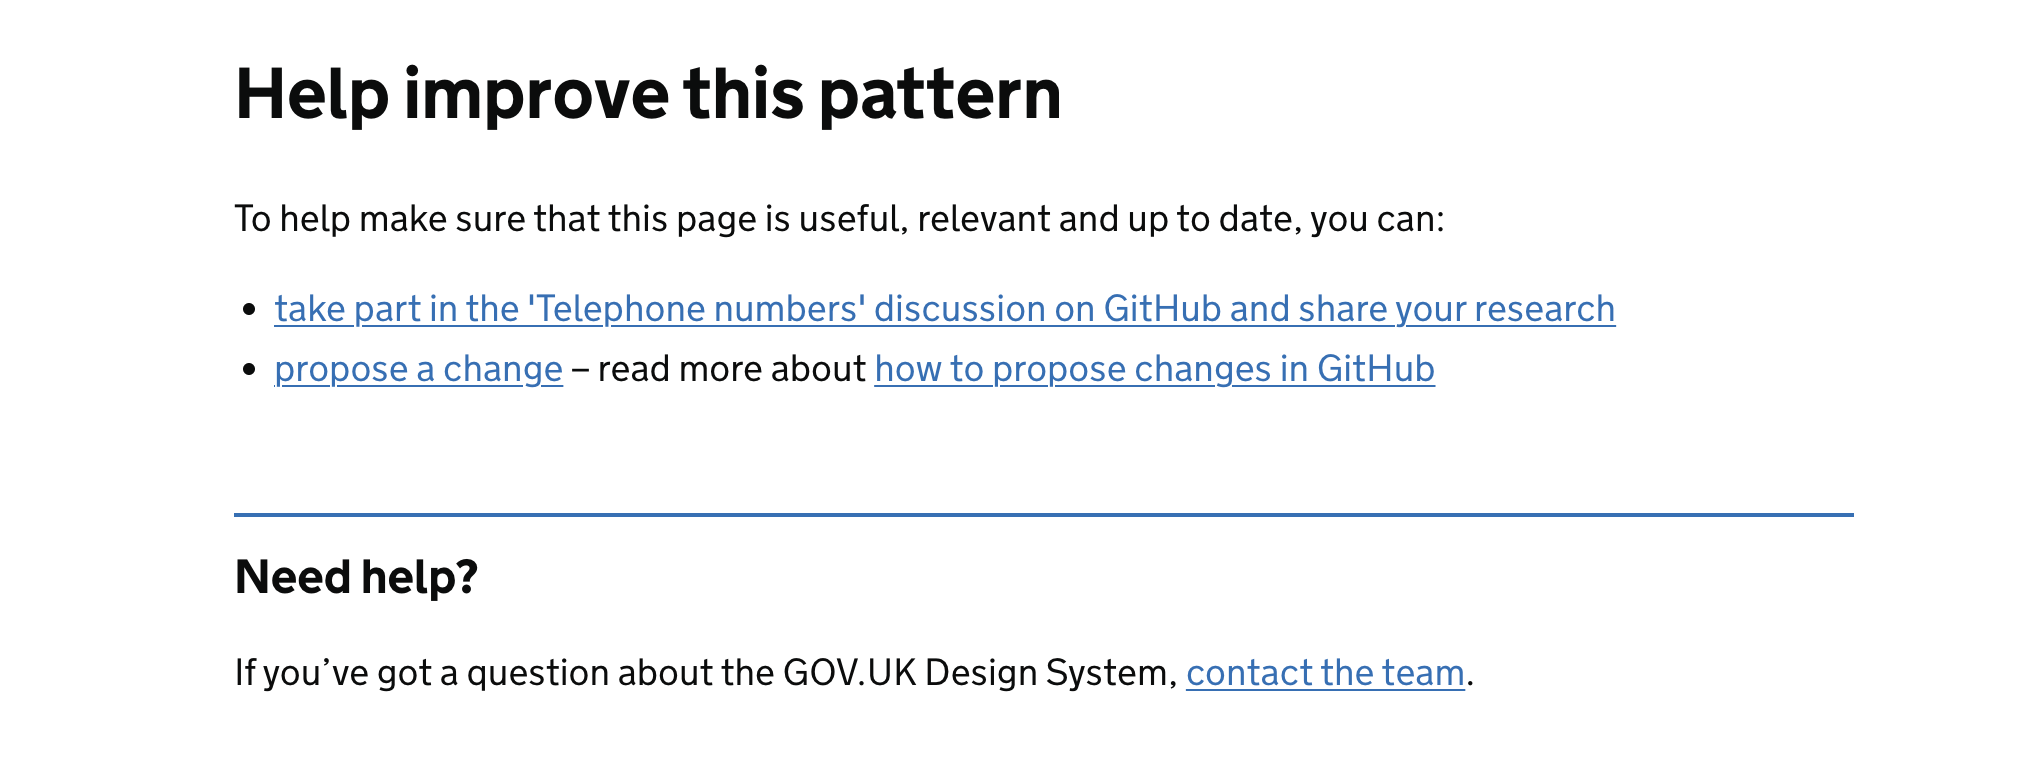 Help improve this pattern
To help make sure that this page is useful, relevant and up to date, you can:
• take part in the 'Telephone numbers' discussion on GitHub and share your research
• propose a change – read more about how to propose changes in GitHub
Need help?
If you’ve got a question about the GOV.UK Design System, contact the team.